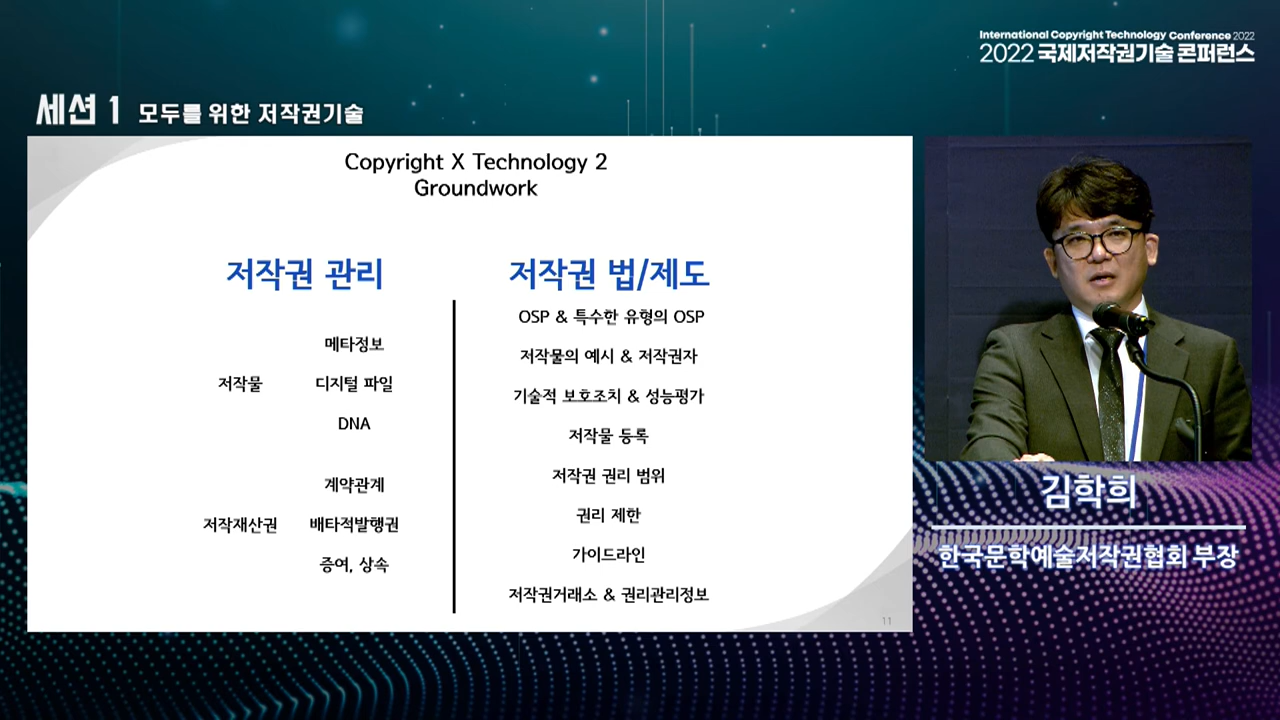 International Copyright Technology Conference 2022
2022 국제저작권기술 콘퍼런스
세션 1 모두를 위한 저작권기술
Copyright X Technology 2
Groundwork
저작권 관리
메타정보
저작물 디지털 파일
DNA
계약관계
저작재산권 배타적발행권
증여, 상속
저작권 법/제도
OSP & 특수한 유형의 OSP
저작물의 예시 & 저작권자
기술적 보호조치 & 성능평가
저작물 등록
저작권 권리 범위
권리 제한
가이드라인
저작권거래소 & 권리관리정보
11
김학희
한국문학예술저작권협회 부장